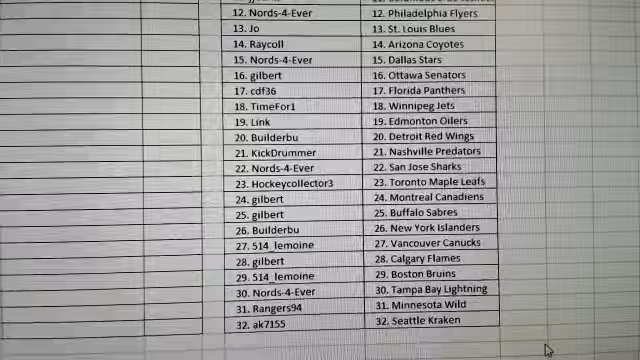 12. Nords-4-Ever 12. Philadelphia Flyers
13. Jo 13. St. Louis Blues
14. Raycoll 14. Arizona Coyotes
15. Nords-4-Ever 15. Dallas Stars
16. gilbert 16. Ottawa Senators
17. cdf36 17. Florida Panthers
18. TimeFor1 18. Winnipeg Jets
19. Link 19. Edmonton Oilers
20. Builderbu 20. Detroit Red Wings
21. KickDrummer 21. Nashville Predators
22. Nords-4-Ever 22. San Jose Sharks
23. Hockeycollector3 23. Toronto Maple Leafs
24. gilbert 24. Montreal Canadiens
25. gilbert 25. Buffalo Sabres
26. Builderbu 26. New York Islanders
27. 514_lemoine 27. Vancouver Canucks
28. gilbert 28. Calgary Flames
29. 514_lemoine 29. Boston Bruins
30. Nords-4-Ever 30. Tampa Bay Lightning
31. Rangers94 31. Minnesota Wild
32. ak7155 32. Seattle Kraken